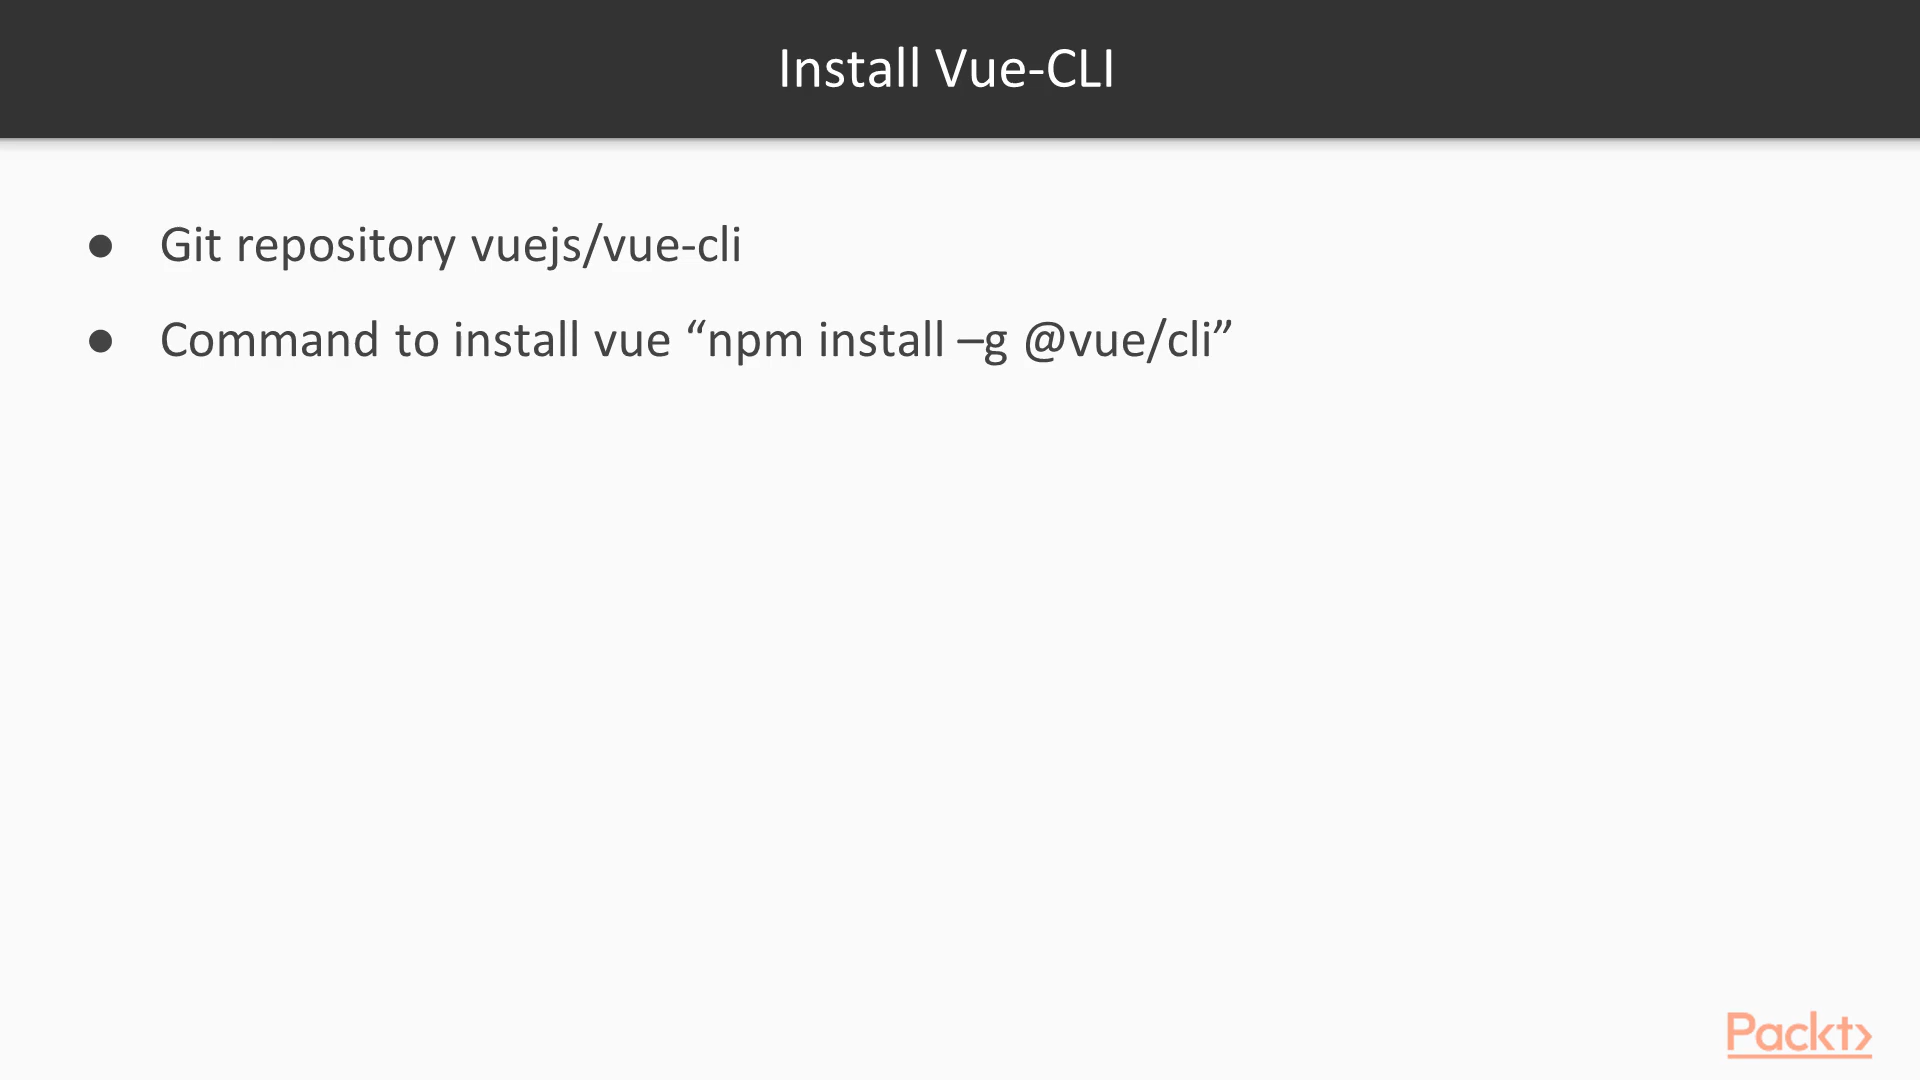 Install Vue-CLI
● Git repository vuejs/vue-cli
● Command to install vue “npm install –g @vue/cli”
Packt>